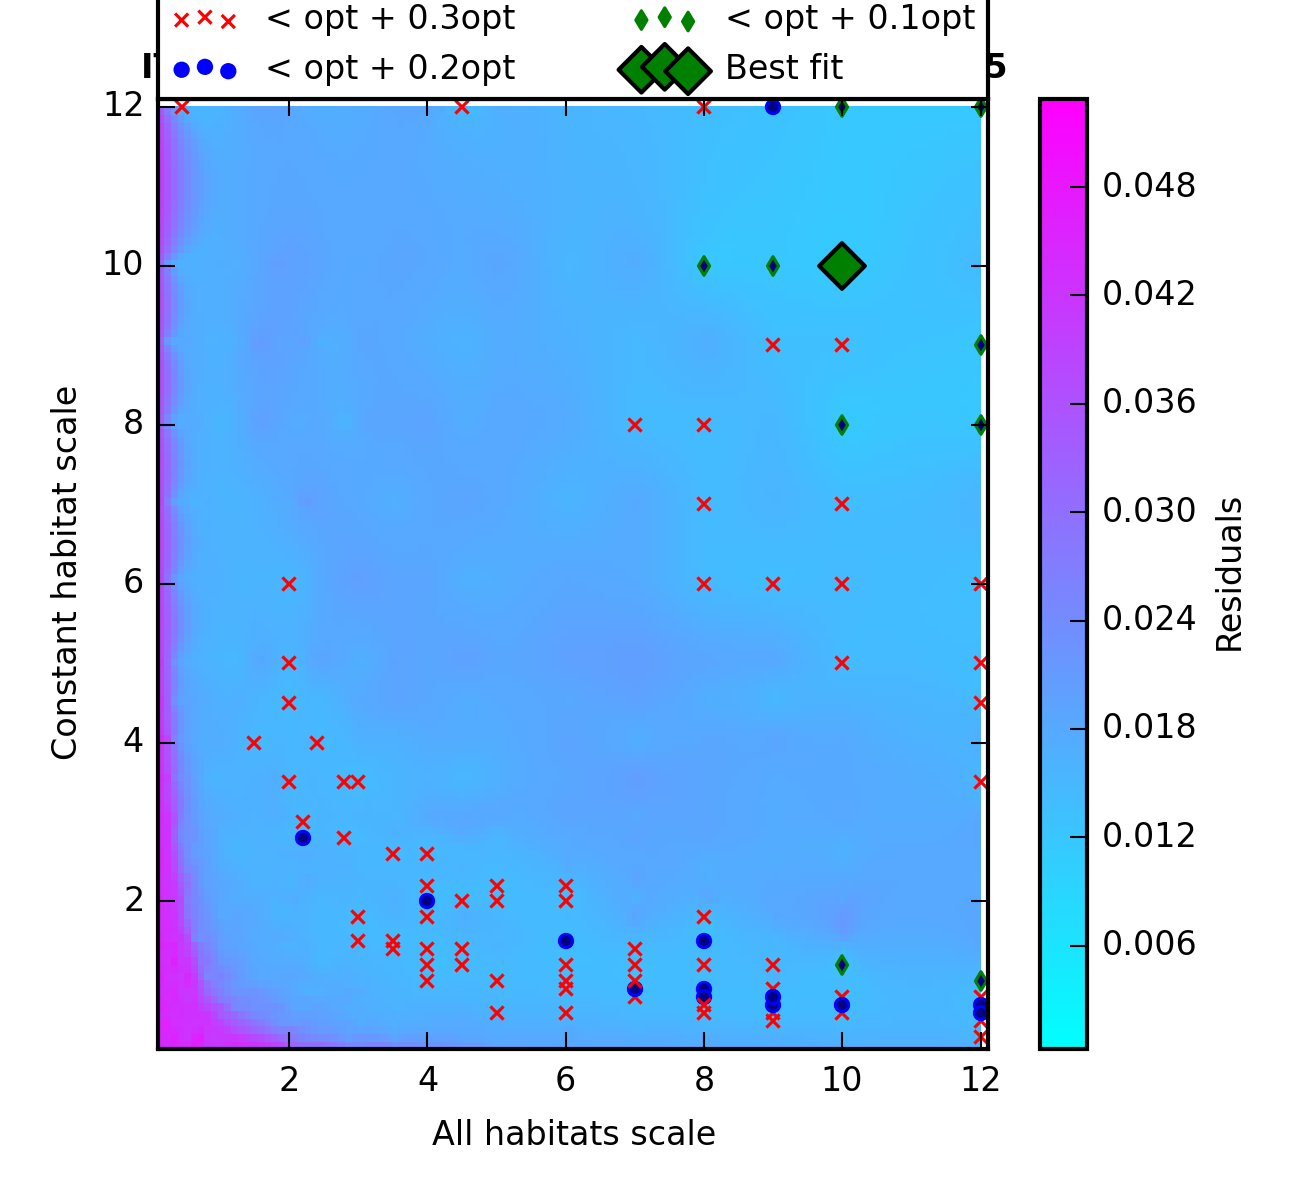 < opt + 0.3opt < opt + 0.1opt
< opt + 0.2opt Best fit
5
12
10
8
6
4
2
2 4 6 8 10 12
All habitats scale
Constant habitat scale
0.048
0.042
0.036
0.030
0.024
0.018
0.012
0.006
Residuals